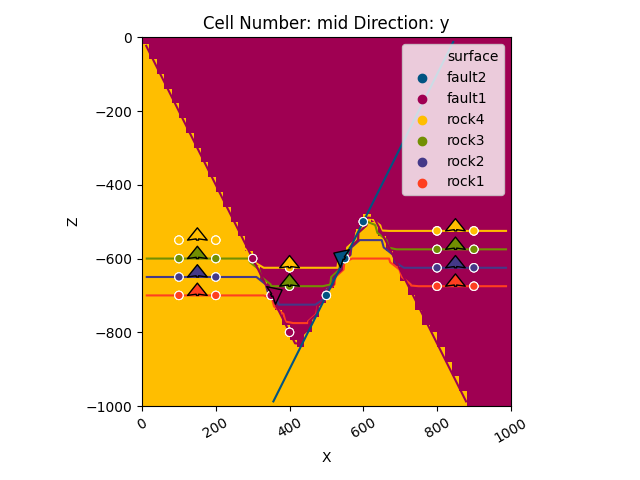 Cell Number: mid Direction: y
surface
fault2
fault1
rock4
rock3
rock2
rock1
0
−200
−400
−600
−800
−1000
Z
0
200
400
600
800
1000
X